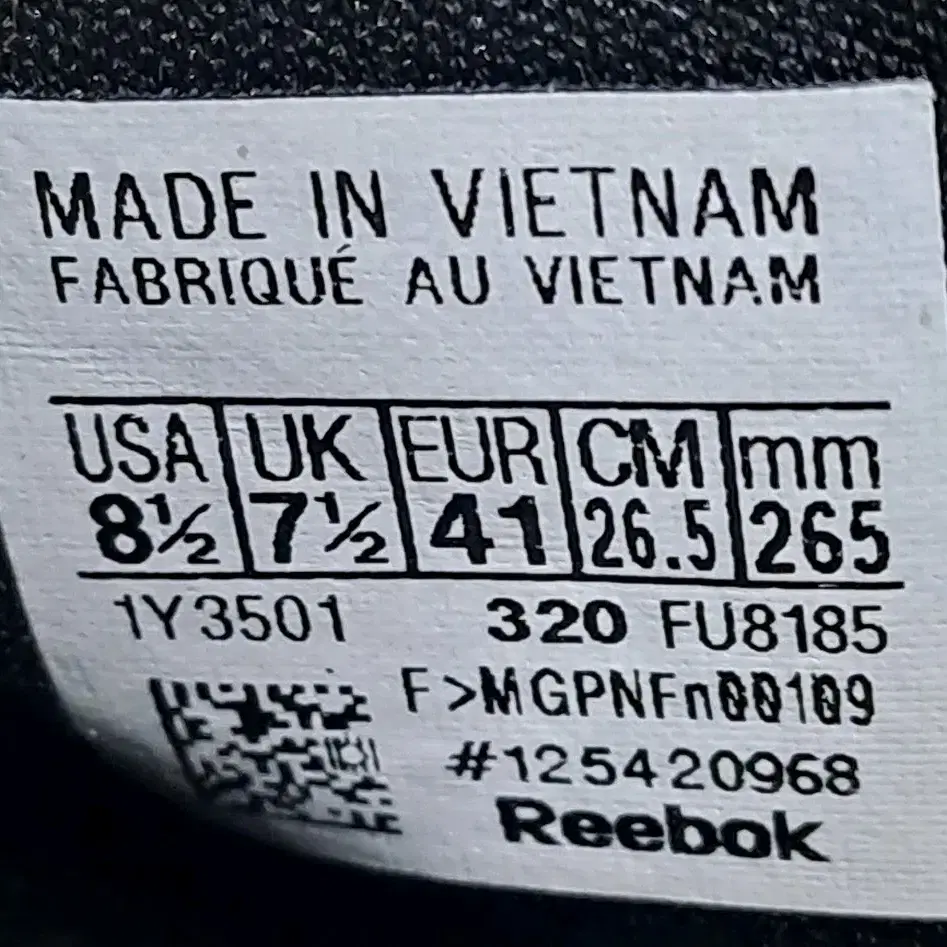 MADE IN VIETNAM
FABRIQUÉ AU VIETNAM
USA UK EUR CM mm
8½ 7½ 41 26.5 265
1Y3501 320 FU8185
F>MGPNFn00109
#125420968
Reebok